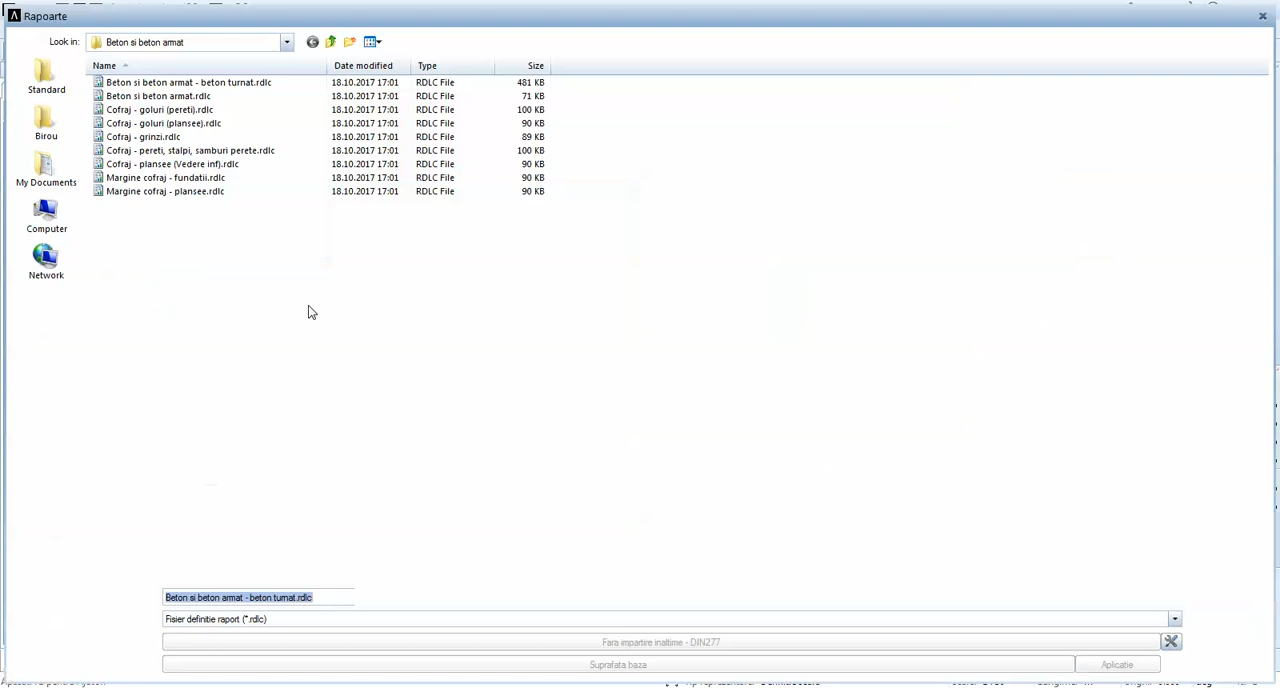 Rapoarte
Look in: Beton si beton armat
Name Date modified Type Size
Beton si beton armat - beton turnat.rdlc 18.10.2017 17:01 RDLC File 481 KB
Beton si beton armat.rdlc 18.10.2017 17:01 RDLC File 71 KB
Cofraj - goluri (pereti).rdlc 18.10.2017 17:01 RDLC File 100 KB
Cofraj - goluri (plansee).rdlc 18.10.2017 17:01 RDLC File 90 KB
Cofraj - grinzi.rdlc 18.10.2017 17:01 RDLC File 89 KB
Cofraj - pereti, stalpi, samburi perete.rdlc 18.10.2017 17:01 RDLC File 100 KB
Cofraj - plansee (Vedere inf).rdlc 18.10.2017 17:01 RDLC File 90 KB
Margine cofraj - fundatii.rdlc 18.10.2017 17:01 RDLC File 90 KB
Margine cofraj - plansee.rdlc 18.10.2017 17:01 RDLC File 90 KB
Standard
Birou
My Documents
Computer
Network
Beton si beton armat - beton turnat.rdlc
Fisier definitie raport (*.rdlc)
Fara impartire inaltime - DIN277
Suprafata baza
Aplicatie